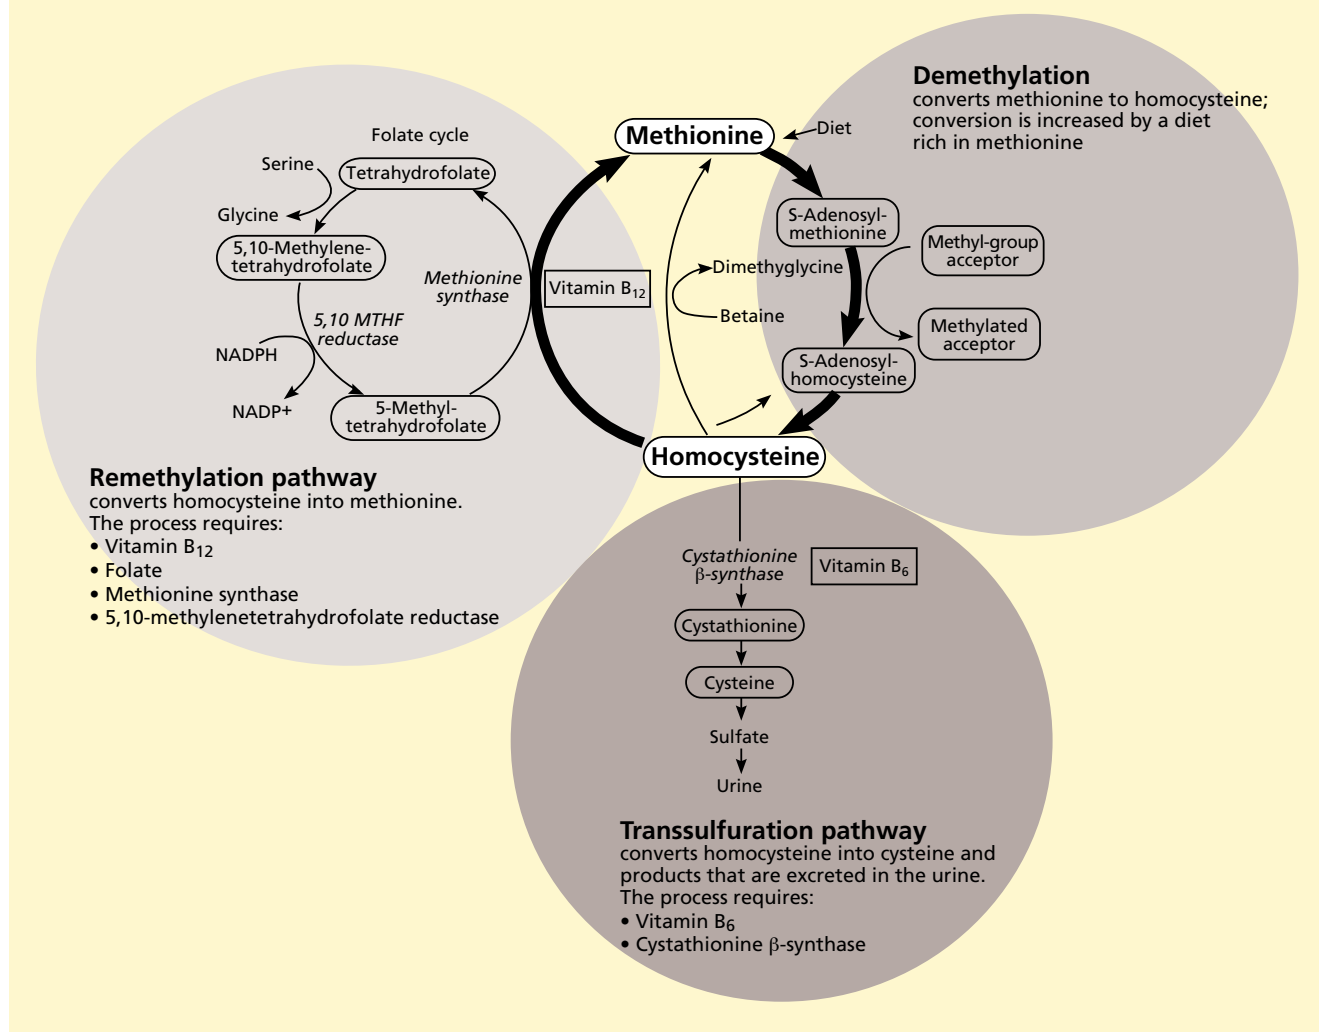 Demethylation
converts methionine to homocysteine;
conversion is increased by a diet
rich in methionine
Methionine
Diet
Folate cycle
Serine
Tetrahydrofolate
Glycine
5,10-Methylene-
tetrahydrofolate
S-Adenosyl-
methionine
Methyl-group
acceptor
Methionine
synthase
Vitamin B12
Dimethyglycine
Betaine
5,10 MTHF
reductase
NADPH
NADP+
Methylated
acceptor
S-Adenosyl-
homocysteine
5-Methyl-
tetrahydrofolate
Homocysteine
Remethylation pathway
converts homocysteine into methionine.
The process requires:
• Vitamin B12
• Folate
• Methionine synthase
• 5,10-methylenetetrahydrofolate reductase
Cystathionine
β-synthase
Vitamin B6
Cystathionine
Cysteine
Sulfate
Urine
Transsulfuration pathway
converts homocysteine into cysteine and
products that are excreted in the urine.
The process requires:
• Vitamin B6
• Cystathionine β-synthase